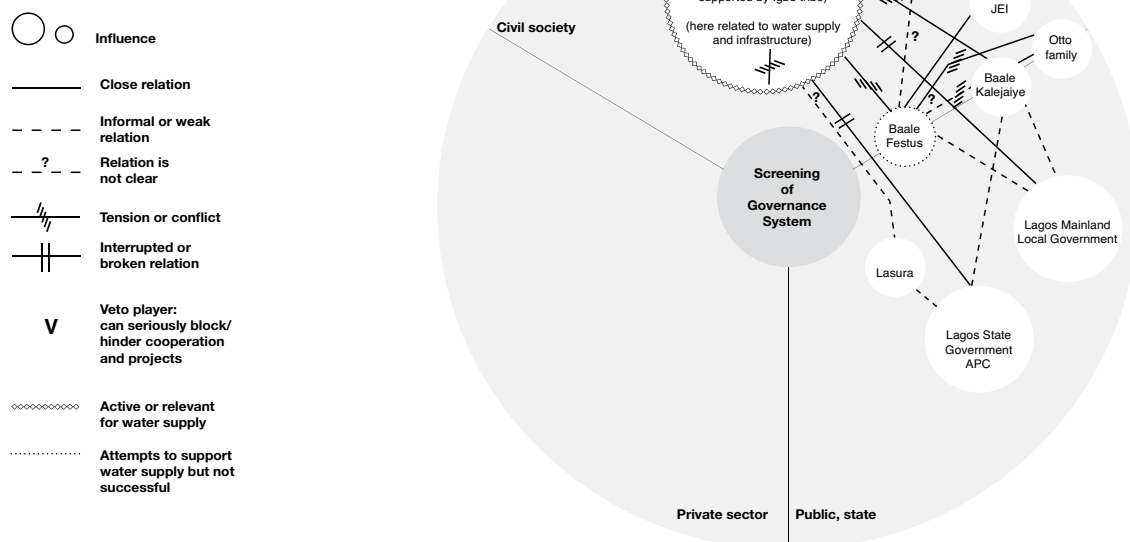 Influence
Close relation
Informal or weak
relation
?
Relation is
not clear
Tension or conflict
Interrupted or
broken relation
V
Veto player:
can seriously block/
hinder cooperation
and projects
Active or relevant
for water supply
Attempts to support
water supply but not
successful
Civil society
(here related to water supply
and infrastructure)
?
JEI
Otto
family
Baale
Kalejaiye
?
?
Baale
Festus
Screening
of
Governance
System
Lagos Mainland
Local Government
Lasura
Lagos State
Government
APC
Private sector
Public, state